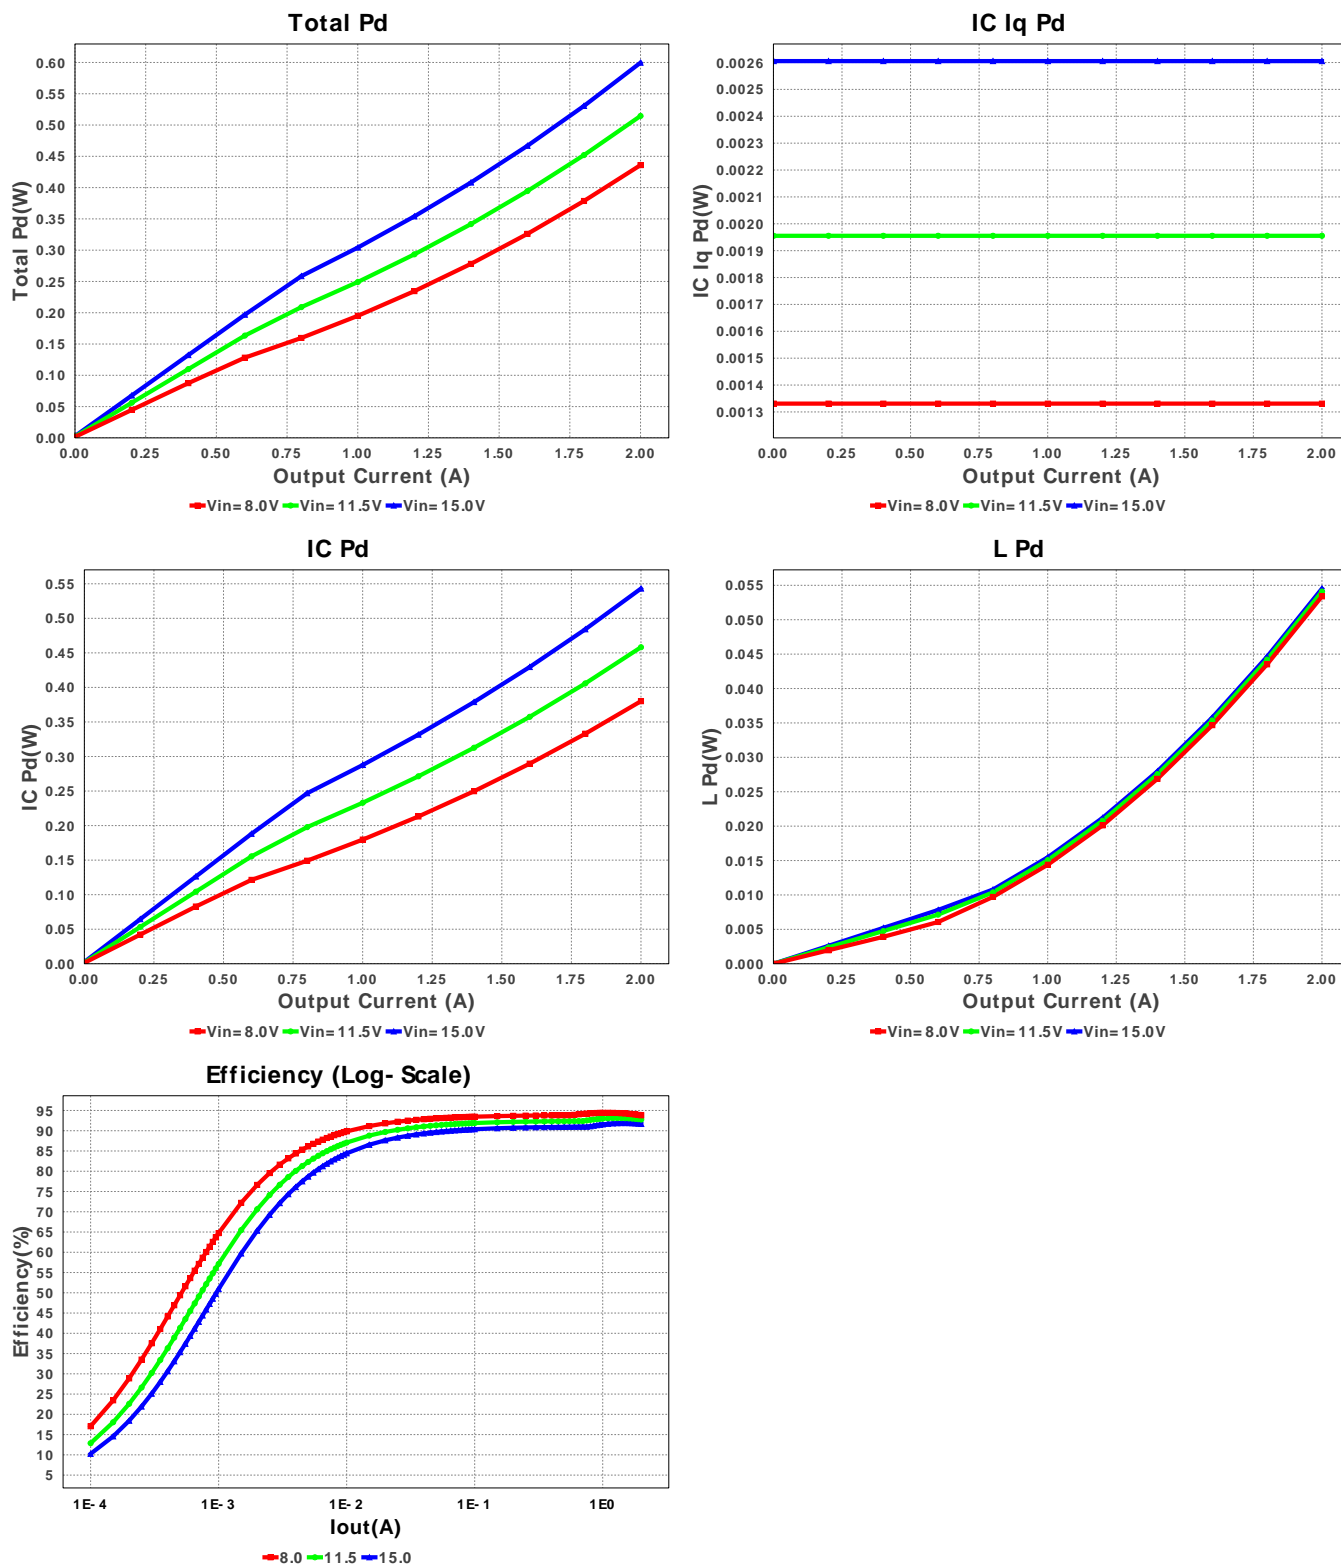 Total Pd
0.60
0.55
0.50
0.45
0.40
0.35
0.30
0.25
0.20
0.15
0.10
0.05
0.00
Total Pd(W)
0.00 0.25 0.50 0.75 1.00 1.25 1.50 1.75 2.00
Output Current (A)
Vin= 8.0V Vin= 11.5V Vin= 15.0V
IC Iq Pd
0.0026
0.0025
0.0024
0.0023
0.0022
0.0021
0.0020
0.0019
0.0018
0.0017
0.0016
0.0015
0.0014
0.0013
IC Iq Pd(W)
0.00 0.25 0.50 0.75 1.00 1.25 1.50 1.75 2.00
Output Current (A)
Vin= 8.0V Vin= 11.5V Vin= 15.0V
IC Pd
0.55
0.50
0.45
0.40
0.35
0.30
0.25
0.20
0.15
0.10
0.05
0.00
IC Pd(W)
0.00 0.25 0.50 0.75 1.00 1.25 1.50 1.75 2.00
Output Current (A)
Vin= 8.0V Vin= 11.5V Vin= 15.0V
L Pd
0.055
0.050
0.045
0.040
0.035
0.030
0.025
0.020
0.015
0.010
0.005
0.000
L Pd(W)
0.00 0.25 0.50 0.75 1.00 1.25 1.50 1.75 2.00
Output Current (A)
Vin= 8.0V Vin= 11.5V Vin= 15.0V
Efficiency (Log- Scale)
95
90
85
80
75
70
65
60
55
50
45
40
35
30
25
20
15
10
5
Efficiency(%)
1E- 4 1E- 3 1E- 2 1E- 1 1E0
Iout(A)
8.0 11.5 15.0